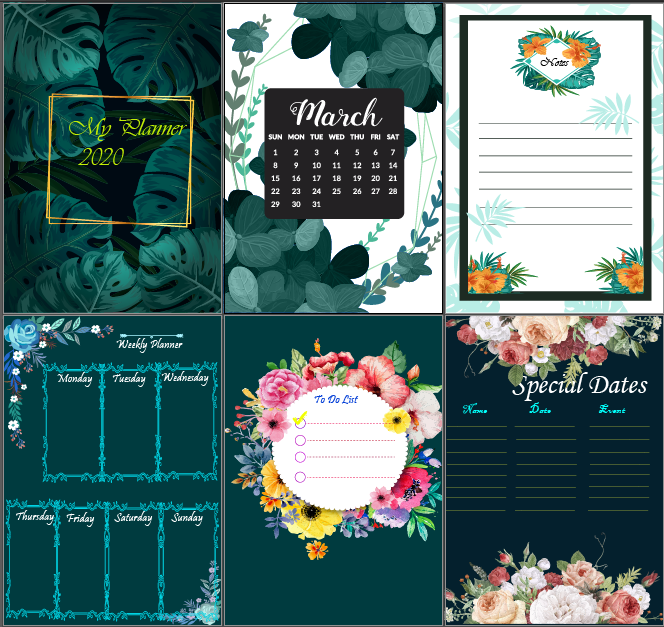 My Planner
2020
March
SUN MON TUE WED THU FRI SAT
1 2 3 4 5 6 7
8 9 10 11 12 13 14
15 16 17 18 19 20 21
22 23 24 25 26 27 28
29 30 31
Notes
Weekly Planner
Monday Tuesday Wednesday
Thursday Friday Saturday Sunday
To Do List
Special Dates
Name Date Event